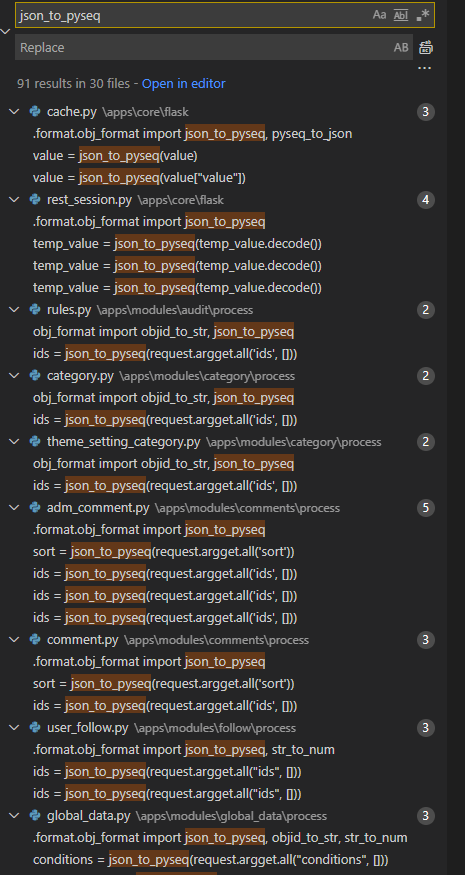 json_to_pyseq
Aa Abl .*
Replace AB
...
91 results in 30 files - Open in editor
cache.py \apps\core\flask 3
.format.obj_format import json_to_pyseq, pyseq_to_json
value = json_to_pyseq(value)
value = json_to_pyseq(value["value"])
rest_session.py \apps\core\flask 4
.format.obj_format import json_to_pyseq
temp_value = json_to_pyseq(temp_value.decode())
temp_value = json_to_pyseq(temp_value.decode())
temp_value = json_to_pyseq(temp_value.decode())
rules.py \apps\modules\audit\process 2
obj_format import objid_to_str, json_to_pyseq
ids = json_to_pyseq(request.argget.all('ids', []))
category.py \apps\modules\category\process 2
obj_format import objid_to_str, json_to_pyseq
ids = json_to_pyseq(request.argget.all('ids', []))
theme_setting_category.py \apps\modules\category\process 2
obj_format import objid_to_str, json_to_pyseq
ids = json_to_pyseq(request.argget.all('ids', []))
adm_comment.py \apps\modules\comments\process 5
.format.obj_format import json_to_pyseq
sort = json_to_pyseq(request.argget.all('sort'))
ids = json_to_pyseq(request.argget.all('ids', []))
ids = json_to_pyseq(request.argget.all('ids', []))
ids = json_to_pyseq(request.argget.all('ids', []))
comment.py \apps\modules\comments\process 3
.format.obj_format import json_to_pyseq
sort = json_to_pyseq(request.argget.all('sort'))
ids = json_to_pyseq(request.argget.all('ids', []))
user_follow.py \apps\modules\follow\process 3
.format.obj_format import json_to_pyseq, str_to_num
ids = json_to_pyseq(request.argget.all("ids", []))
ids = json_to_pyseq(request.argget.all("ids", []))
global_data.py \apps\modules\global_data\process 3
.format.obj_format import json_to_pyseq, objid_to_str, str_to_num
conditions = json_to_pyseq(request.argget.all("conditions", []))